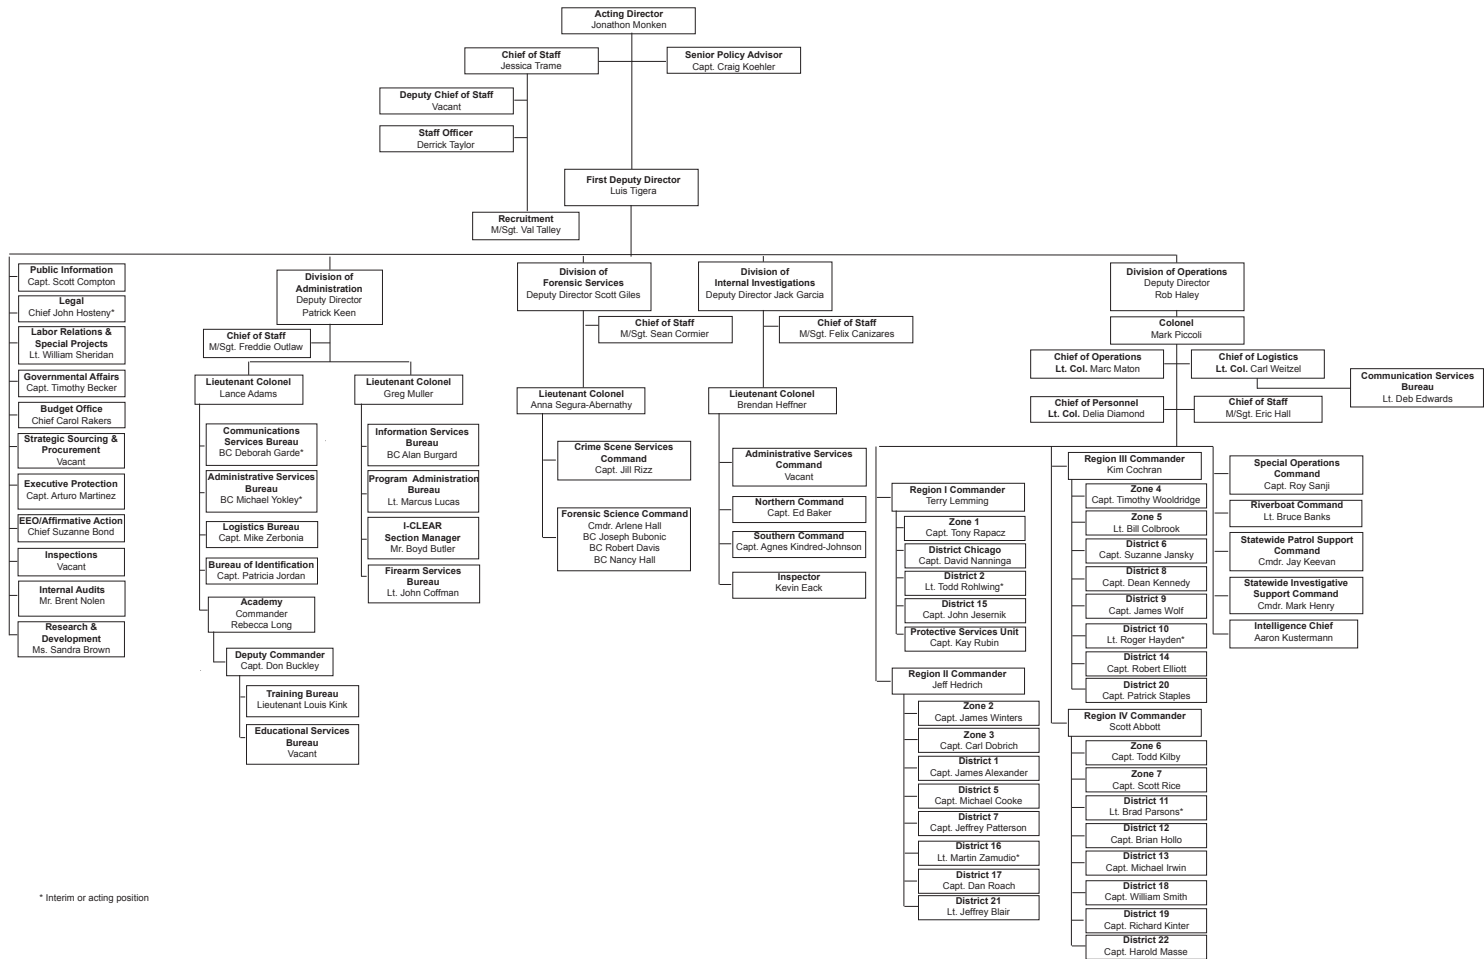 Acting Director
Jonathon Monken
Chief of Staff
Jessica Trame
Senior Policy Advisor
Capt. Craig Koehler
Deputy Chief of Staff
Vacant
Staff Officer
Derrick Taylor
First Deputy Director
Luis Tigera
Recruitment
M/Sgt. Val Talley
Public Information
Capt. Scott Compton
Legal
Chief John Hosteny*
Labor Relations &
Special Projects
Lt. William Sheridan
Governmental Affairs
Capt. Timothy Becker
Budget Office
Chief Carol Rakers
Strategic Sourcing &
Procurement
Vacant
Executive Protection
Capt. Arturo Martinez
EEO/Affirmative Action
Chief Suzanne Bond
Inspections
Vacant
Internal Audits
Mr. Brent Nolen
Research &
Development
Ms. Sandra Brown
Division of
Administration
Deputy Director
Patrick Keen
Chief of Staff
M/Sgt. Freddie Outlaw
Lieutenant Colonel
Lance Adams
Communications
Services Bureau
BC Deborah Garde*
Administrative Services
Bureau
BC Michael Yokley*
Logistics Bureau
Capt. Mike Zerbonia
Bureau of Identification
Capt. Patricia Jordan
Academy
Commander
Rebecca Long
Deputy Commander
Capt. Don Buckley
Training Bureau
Lieutenant Louis Kink
Educational Services
Bureau
Vacant
Lieutenant Colonel
Greg Muller
Information Services
Bureau
BC Alan Burgard
Program Administration
Bureau
Lt. Marcus Lucas
I-CLEAR
Section Manager
Mr. Boyd Butler
Firearm Services
Bureau
Lt. John Coffman
Division of
Forensic Services
Deputy Director Scott Giles
Chief of Staff
M/Sgt. Sean Cormier
Lieutenant Colonel
Anna Segura-Abernathy
Crime Scene Services
Command
Capt. Jill Rizz
Forensic Science Command
Cmdr. Arlene Hall
BC Joseph Bubonic
BC Robert Davis
BC Nancy Hall
Division of
Internal Investigations
Deputy Director Jack Garcia
Chief of Staff
M/Sgt. Felix Canizares
Lieutenant Colonel
Brendan Heffner
Administrative Services
Command
Vacant
Northern Command
Capt. Ed Baker
Southern Command
Capt. Agnes Kindred-Johnson
Inspector
Kevin Eack
Division of Operations
Deputy Director
Rob Haley
Colonel
Mark Piccoli
Chief of Operations
Lt. Col. Marc Maton
Chief of Logistics
Lt. Col. Carl Weitzel
Communication Services
Bureau
Lt. Deb Edwards
Chief of Personnel
Lt. Col. Delia Diamond
Chief of Staff
M/Sgt. Eric Hall
Region I Commander
Terry Lemming
Zone 1
Capt. Tony Rapacz
District Chicago
Capt. David Nanninga
District 2
Lt. Todd Rohlwing*
District 15
Capt. John Jesernik
Protective Services Unit
Capt. Kay Rubin
Region II Commander
Jeff Hedrich
Zone 2
Capt. James Winters
Zone 3
Capt. Carl Dobrich
District 1
Capt. James Alexander
District 5
Capt. Michael Cooke
District 7
Capt. Jeffrey Patterson
District 16
Lt. Martin Zamudio*
District 17
Capt. Dan Roach
District 21
Lt. Jeffrey Blair
Region III Commander
Kim Cochran
Zone 4
Capt. Timothy Wooldridge
Zone 5
Lt. Bill Colbrook
District 6
Capt. Suzanne Jansky
District 8
Capt. Dean Kennedy
District 9
Capt. James Wolf
District 10
Lt. Roger Hayden*
District 14
Capt. Robert Elliott
District 20
Capt. Patrick Staples
Region IV Commander
Scott Abbott
Zone 6
Capt. Todd Kilby
Zone 7
Capt. Scott Rice
District 11
Lt. Brad Parsons*
District 12
Capt. Brian Hollo
District 13
Capt. Michael Irwin
District 18
Capt. William Smith
District 19
Capt. Richard Kinter
District 22
Capt. Harold Masse
Special Operations
Command
Capt. Roy Sanji
Riverboat Command
Lt. Bruce Banks
Statewide Patrol Support
Command
Cmdr. Jay Keevan
Statewide Investigative
Support Command
Cmdr. Mark Henry
Intelligence Chief
Aaron Kustermann
* Interim or acting position